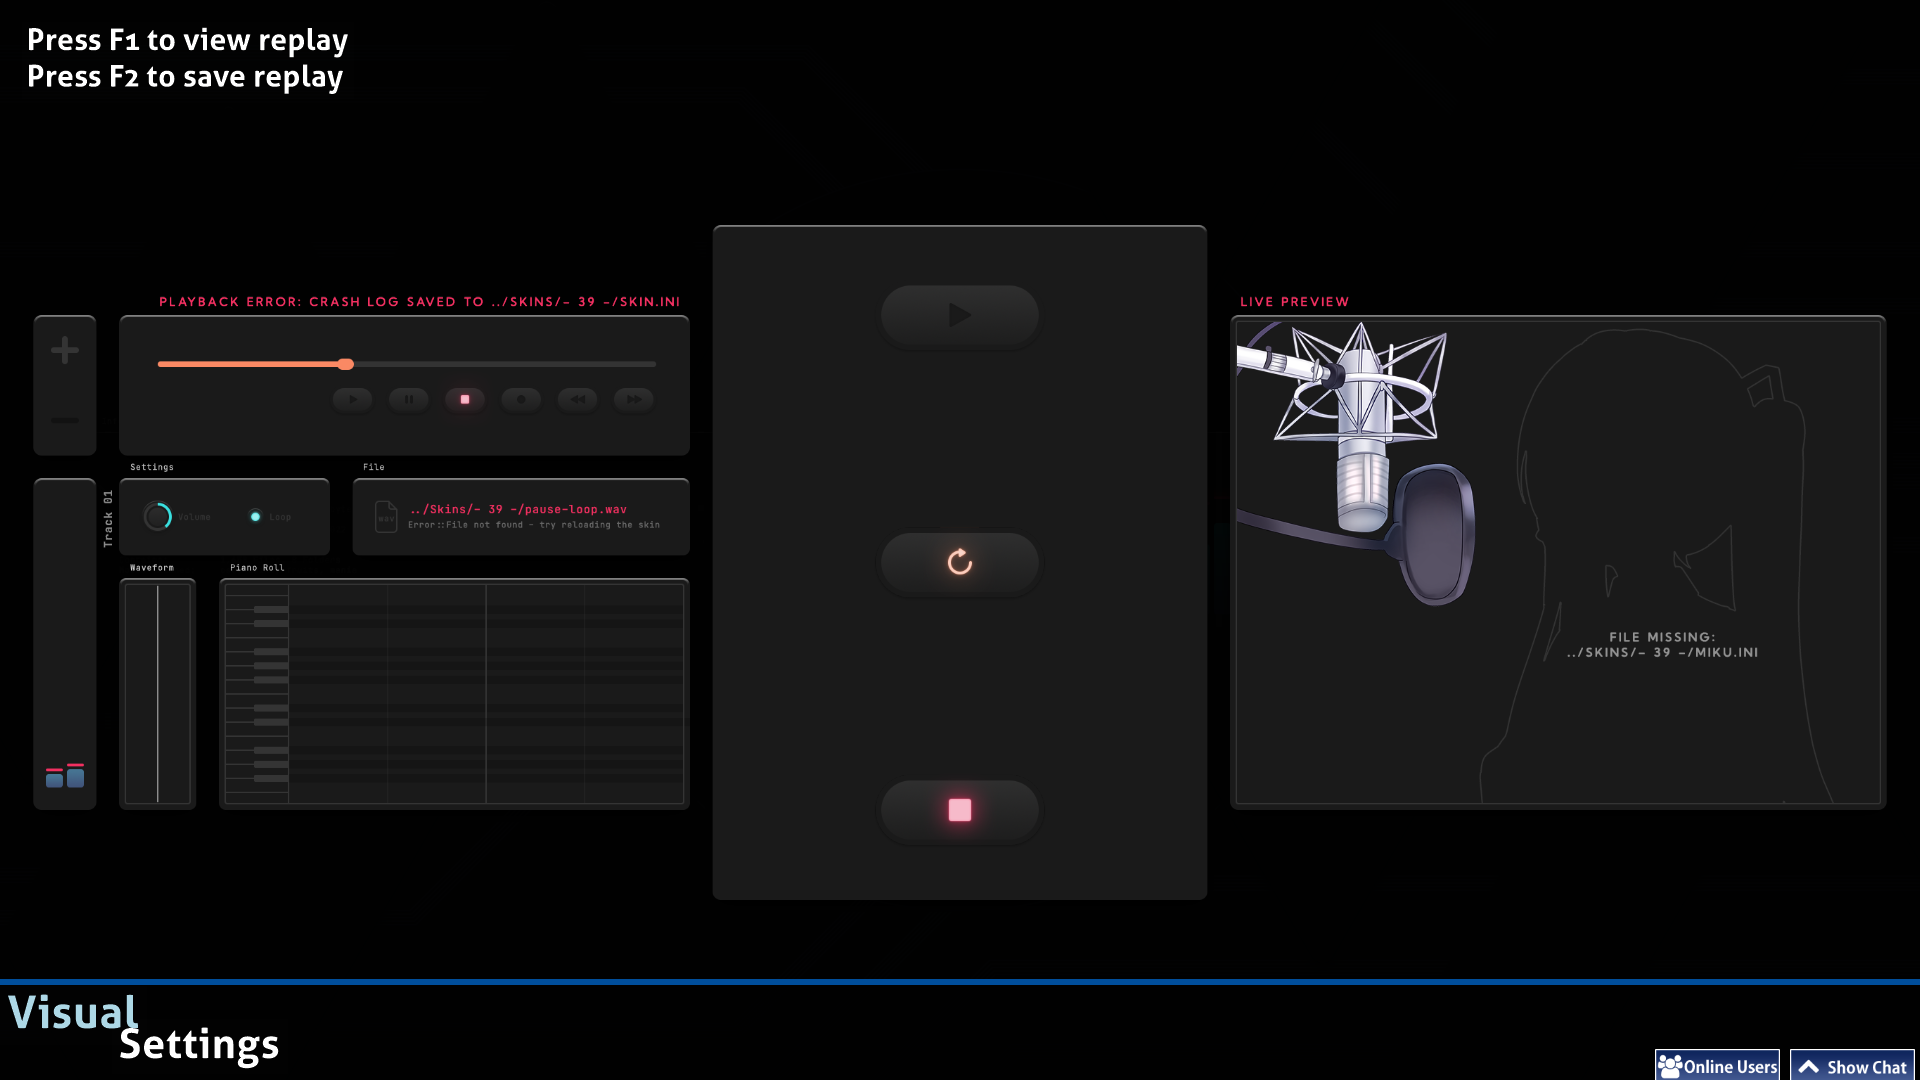 Press F1 to view replay
Press F2 to save replay
PLAYBACK ERROR: CRASH LOG SAVED TO ../SKINS/- 39 -/SKIN.INI
LIVE PREVIEW
Settings
File
Track 01
Volume
Loop
WAV
../Skins/- 39 -/pause-loop.wav
Error::File not found - try reloading the skin
Waveform
Piano Roll
FILE MISSING:
../SKINS/- 39 -/MIKU.INI
Visual
Settings
Online Users
Show Chat